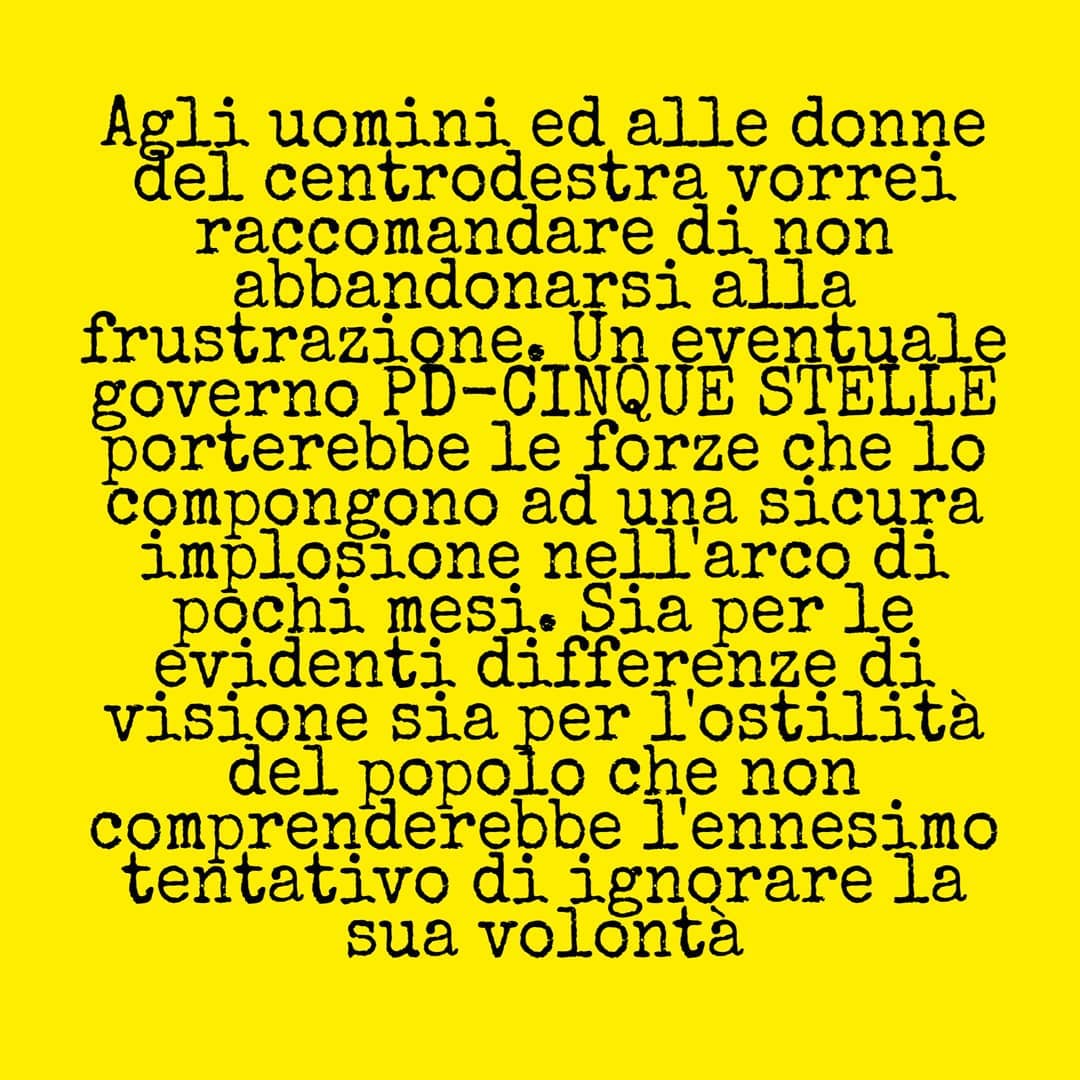 Agli uomini ed alle donne
del centrodestra vorrei
raccomandare di non
abbandonarsi alla
frustrazione. Un eventuale
governo PD-CINQUE STELLE
porterebbe le forze che lo
compongono ad una sicura
implosione nell'arco di
pochi mesi. Sia per le
evidenti differenze di
visione sia per l'ostilità
del popolo che non
comprenderebbe l'ennesimo
tentativo di ignorare la
sua volontà